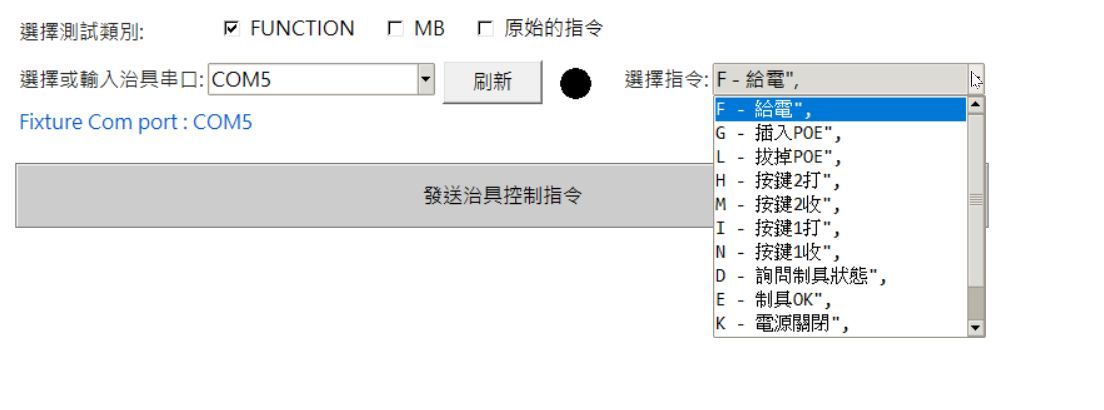 選擇測試類別: FUNCTION MB 原始的指令
選擇或輸入治具串口: COM5 刷新 選擇指令: F - 給電",
Fixture Com port : COM5
發送治具控制指令
F - 給電",
G - 插入POE",
L - 拔掉POE",
H - 按鍵2打",
M - 按鍵2收",
I - 按鍵1打",
N - 按鍵1收",
D - 詢問制具狀態",
E - 制具OK",
K - 電源關閉",